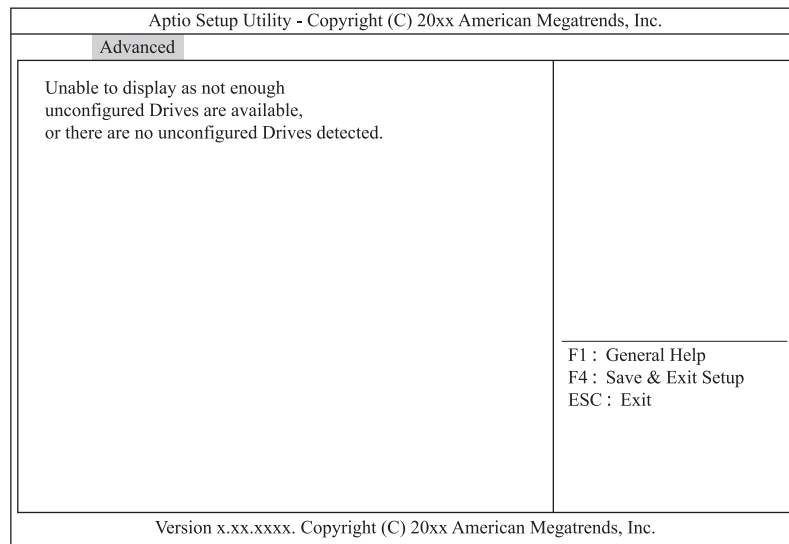 Aptio Setup Utility - Copyright (C) 20xx American Megatrends, Inc.
Advanced
Unable to display as not enough
unconfigured Drives are available,
or there are no unconfigured Drives detected.
F1 : General Help
F4 : Save & Exit Setup
ESC : Exit
Version x.xx.xxxx. Copyright (C) 20xx American Megatrends, Inc.